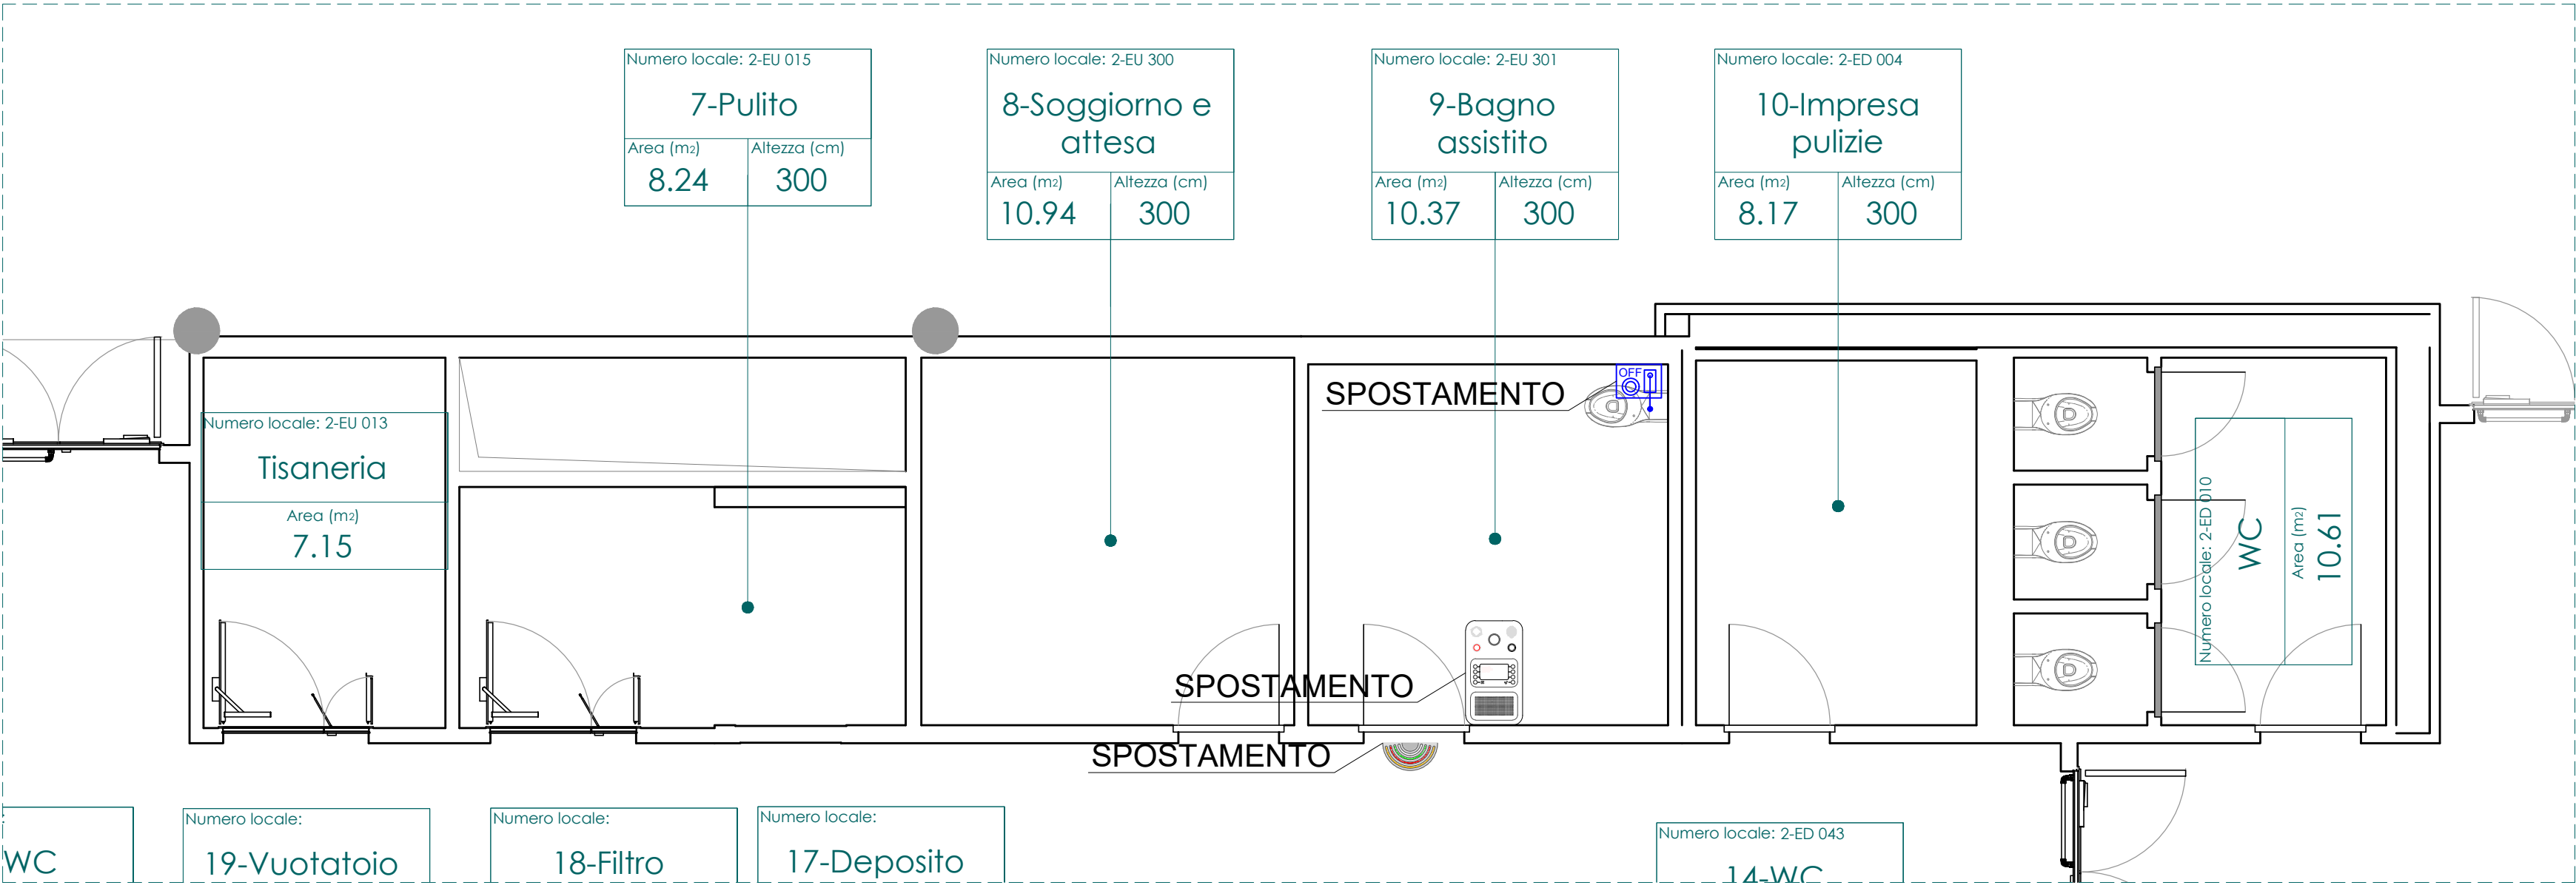 Numero locale: 2-EU 015
7-Pulito
Area (m2)
Altezza (cm)
8.24
300
Numero locale: 2-EU 300
8-Soggiorno e
attesa
Area (m2)
Altezza (cm)
10.94
300
Numero locale: 2-EU 301
9-Bagno
assistito
Area (m2)
Altezza (cm)
10.37
300
Numero locale: 2-ED 004
10-Impresa
pulizie
Area (m2)
Altezza (cm)
8.17
300
Numero locale: 2-EU 013
Tisaneria
Area (m2)
7.15
SPOSTAMENTO
OFF
SPOSTAMENTO
SPOSTAMENTO
Numero locale: 2-ED 010
WC
Area (m2)
10.61
WC
Numero locale:
19-Vuotatoio
Numero locale:
18-Filtro
Numero locale:
17-Deposito
Numero locale: 2-ED 043
14-WC